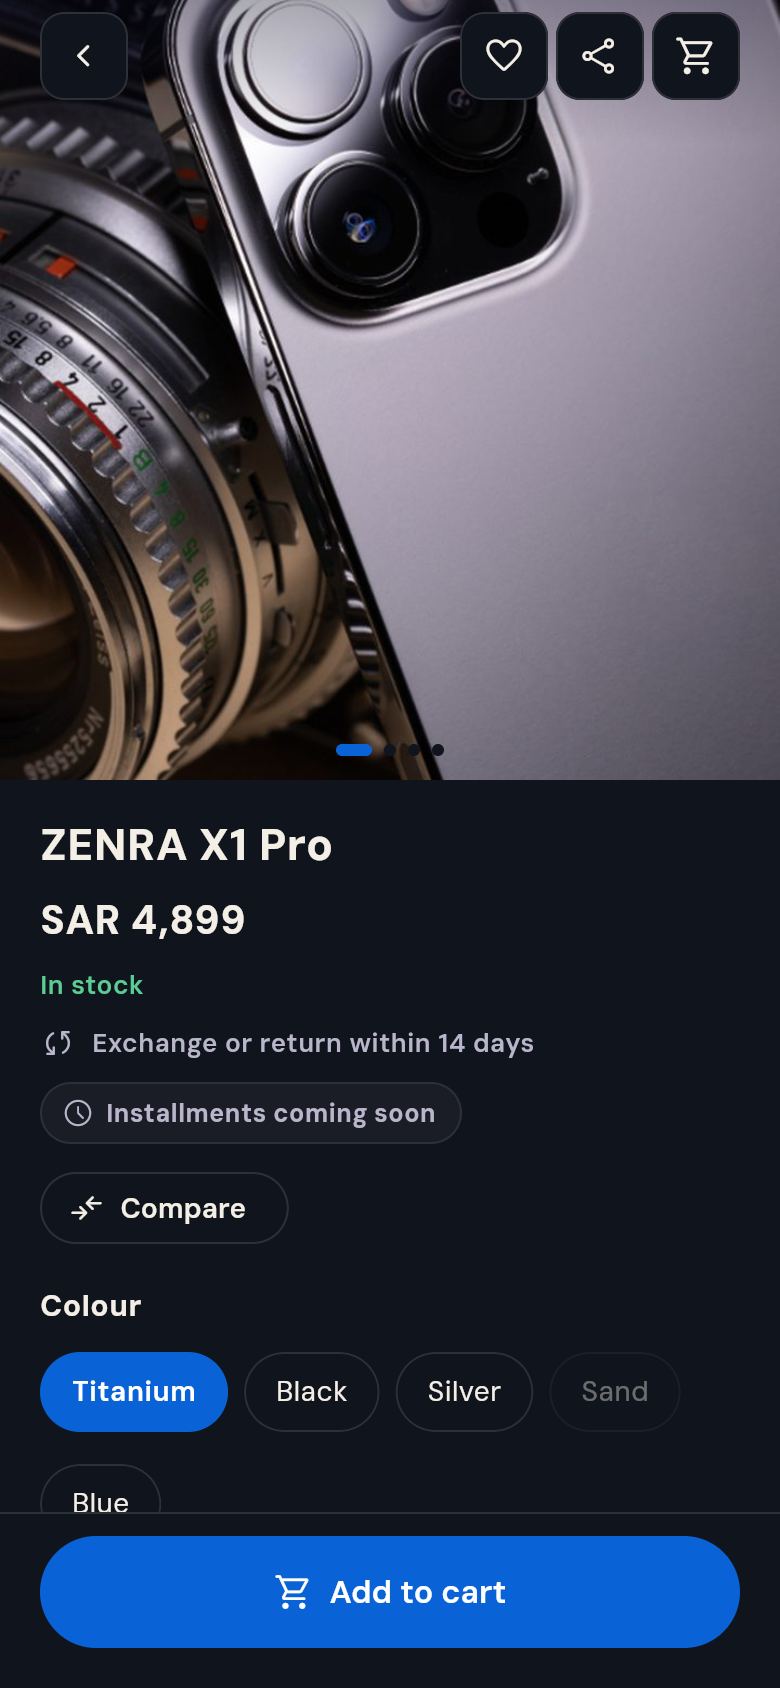 ZENRA X1 Pro
SAR 4,899
In stock
Exchange or return within 14 days
Installments coming soon
Compare
Colour
Titanium
Black
Silver
Sand
Blue
Add to cart